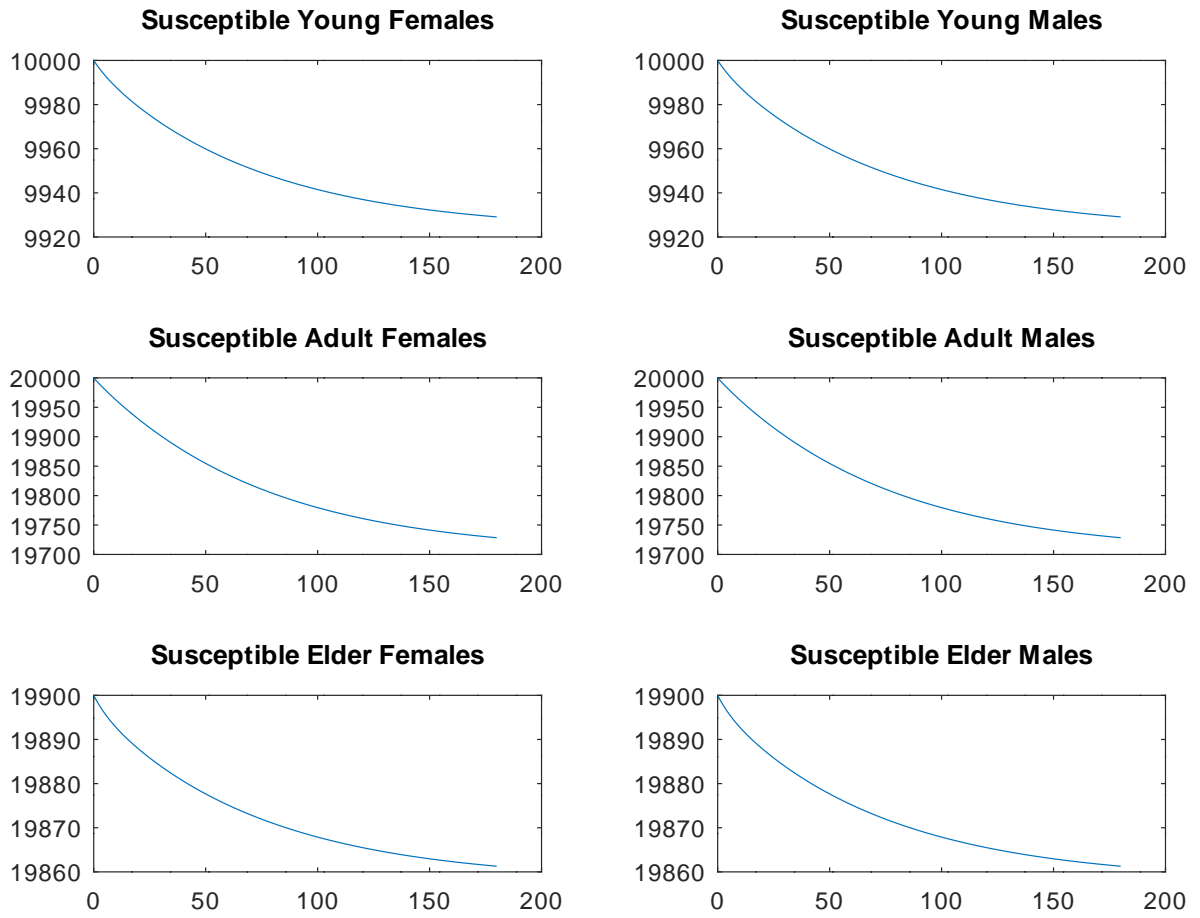 Susceptible Young Females
Susceptible Young Males
10000
9980
9960
9940
9920
0 50 100 150 200
10000
9980
9960
9940
9920
0 50 100 150 200
Susceptible Adult Females
Susceptible Adult Males
20000
19950
19900
19850
19800
19750
19700
0 50 100 150 200
20000
19950
19900
19850
19800
19750
19700
0 50 100 150 200
Susceptible Elder Females
Susceptible Elder Males
19900
19890
19880
19870
19860
0 50 100 150 200
19900
19890
19880
19870
19860
0 50 100 150 200